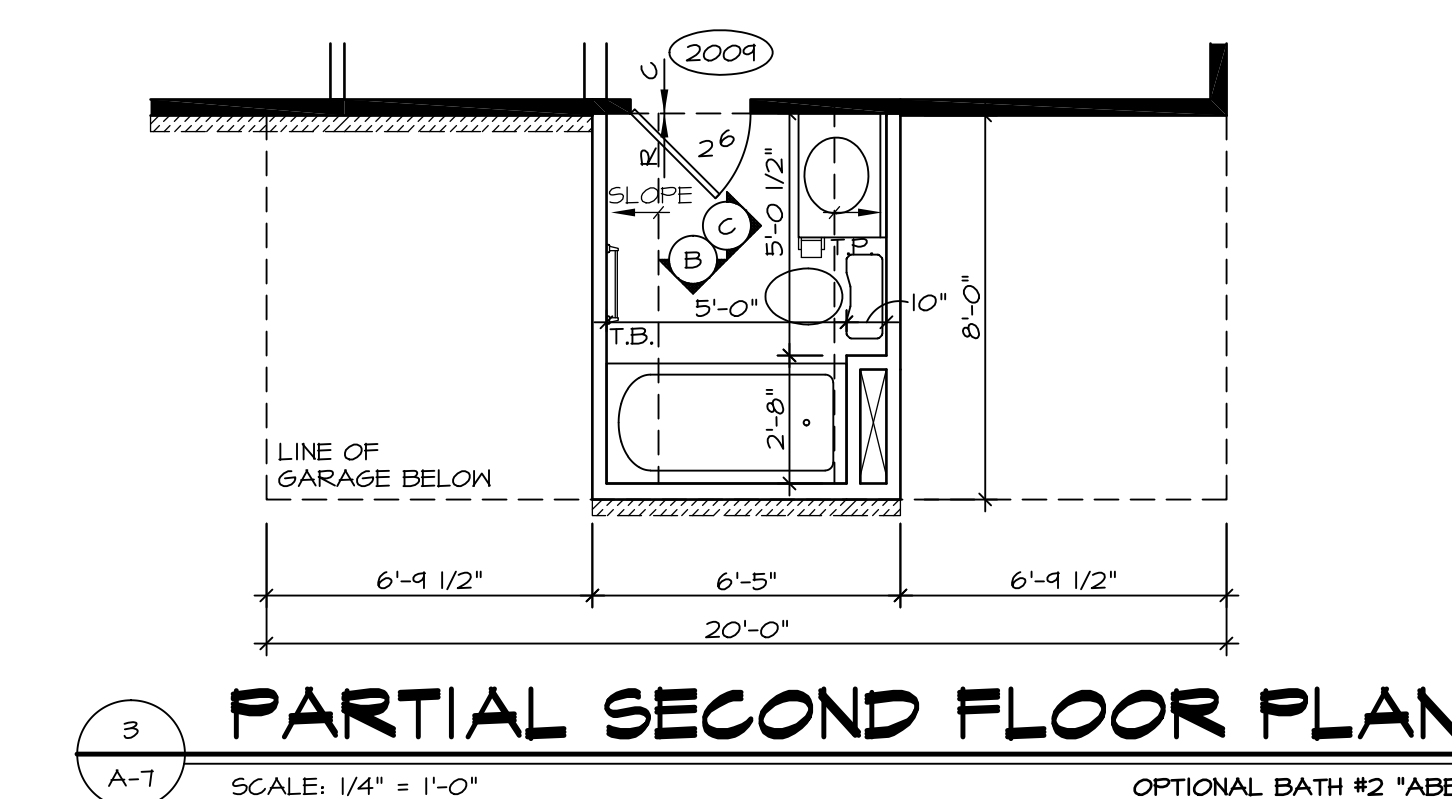 2009
C
R
2⁶
SLOPE
5'-0 1/2"
C
B
T.P.
5'-0"
10"
8'-0"
T.B.
2'-8"
LINE OF
GARAGE BELOW
6'-9 1/2" 6'-5" 6'-9 1/2"
20'-0"
3
A-7
PARTIAL SECOND FLOOR PLAN
SCALE: 1/4" = 1'-0"
OPTIONAL BATH #2